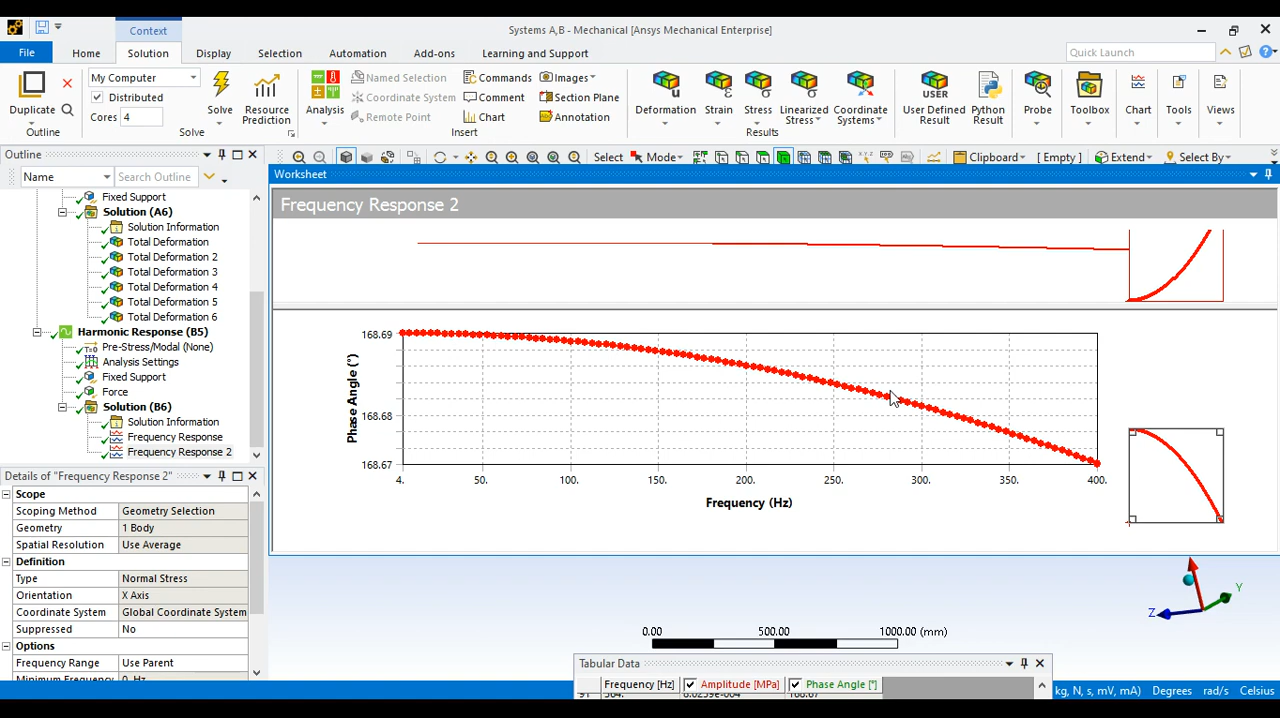 Context
Systems A,B - Mechanical [Ansys Mechanical Enterprise]
File Home Solution Display Selection Automation Add-ons Learning and Support
Quick Launch
Duplicate
Outline
My Computer
Distributed
Cores 4
Solve
Resource Prediction
Solve
Analysis
Named Selection
Coordinate System
Remote Point
Commands
Comment
Chart
Images
Section Plane
Annotation
Insert
Deformation
Strain
Stress
Linearized Stress
Coordinate Systems
Results
USER
User Defined Result
Python Result
Probe
Toolbox
Chart
Tools
Views
Outline
Name
Search Outline
Select Mode Clipboard [ Empty ] Extend Select By
Fixed Support
Solution (A6)
Solution Information
Total Deformation
Total Deformation 2
Total Deformation 3
Total Deformation 4
Total Deformation 5
Total Deformation 6
Harmonic Response (B5)
Pre-Stress/Modal (None)
Analysis Settings
Fixed Support
Force
Solution (B6)
Solution Information
Frequency Response
Frequency Response 2
Details of "Frequency Response 2"
Scope
Scoping Method Geometry Selection
Geometry 1 Body
Spatial Resolution Use Average
Definition
Type Normal Stress
Orientation X Axis
Coordinate System Global Coordinate System
Suppressed No
Options
Frequency Range Use Parent
Minimum Frequency 0. Hz
Worksheet
Frequency Response 2
Phase Angle (°)
168.69
168.68
168.67
4. 50. 100. 150. 200. 250. 300. 350. 400.
Frequency (Hz)
Z Y
0.00 500.00 1000.00 (mm)
Tabular Data
Frequency [Hz] Amplitude [MPa] Phase Angle [°]
kg, N, s, mV, mA) Degrees rad/s Celsius